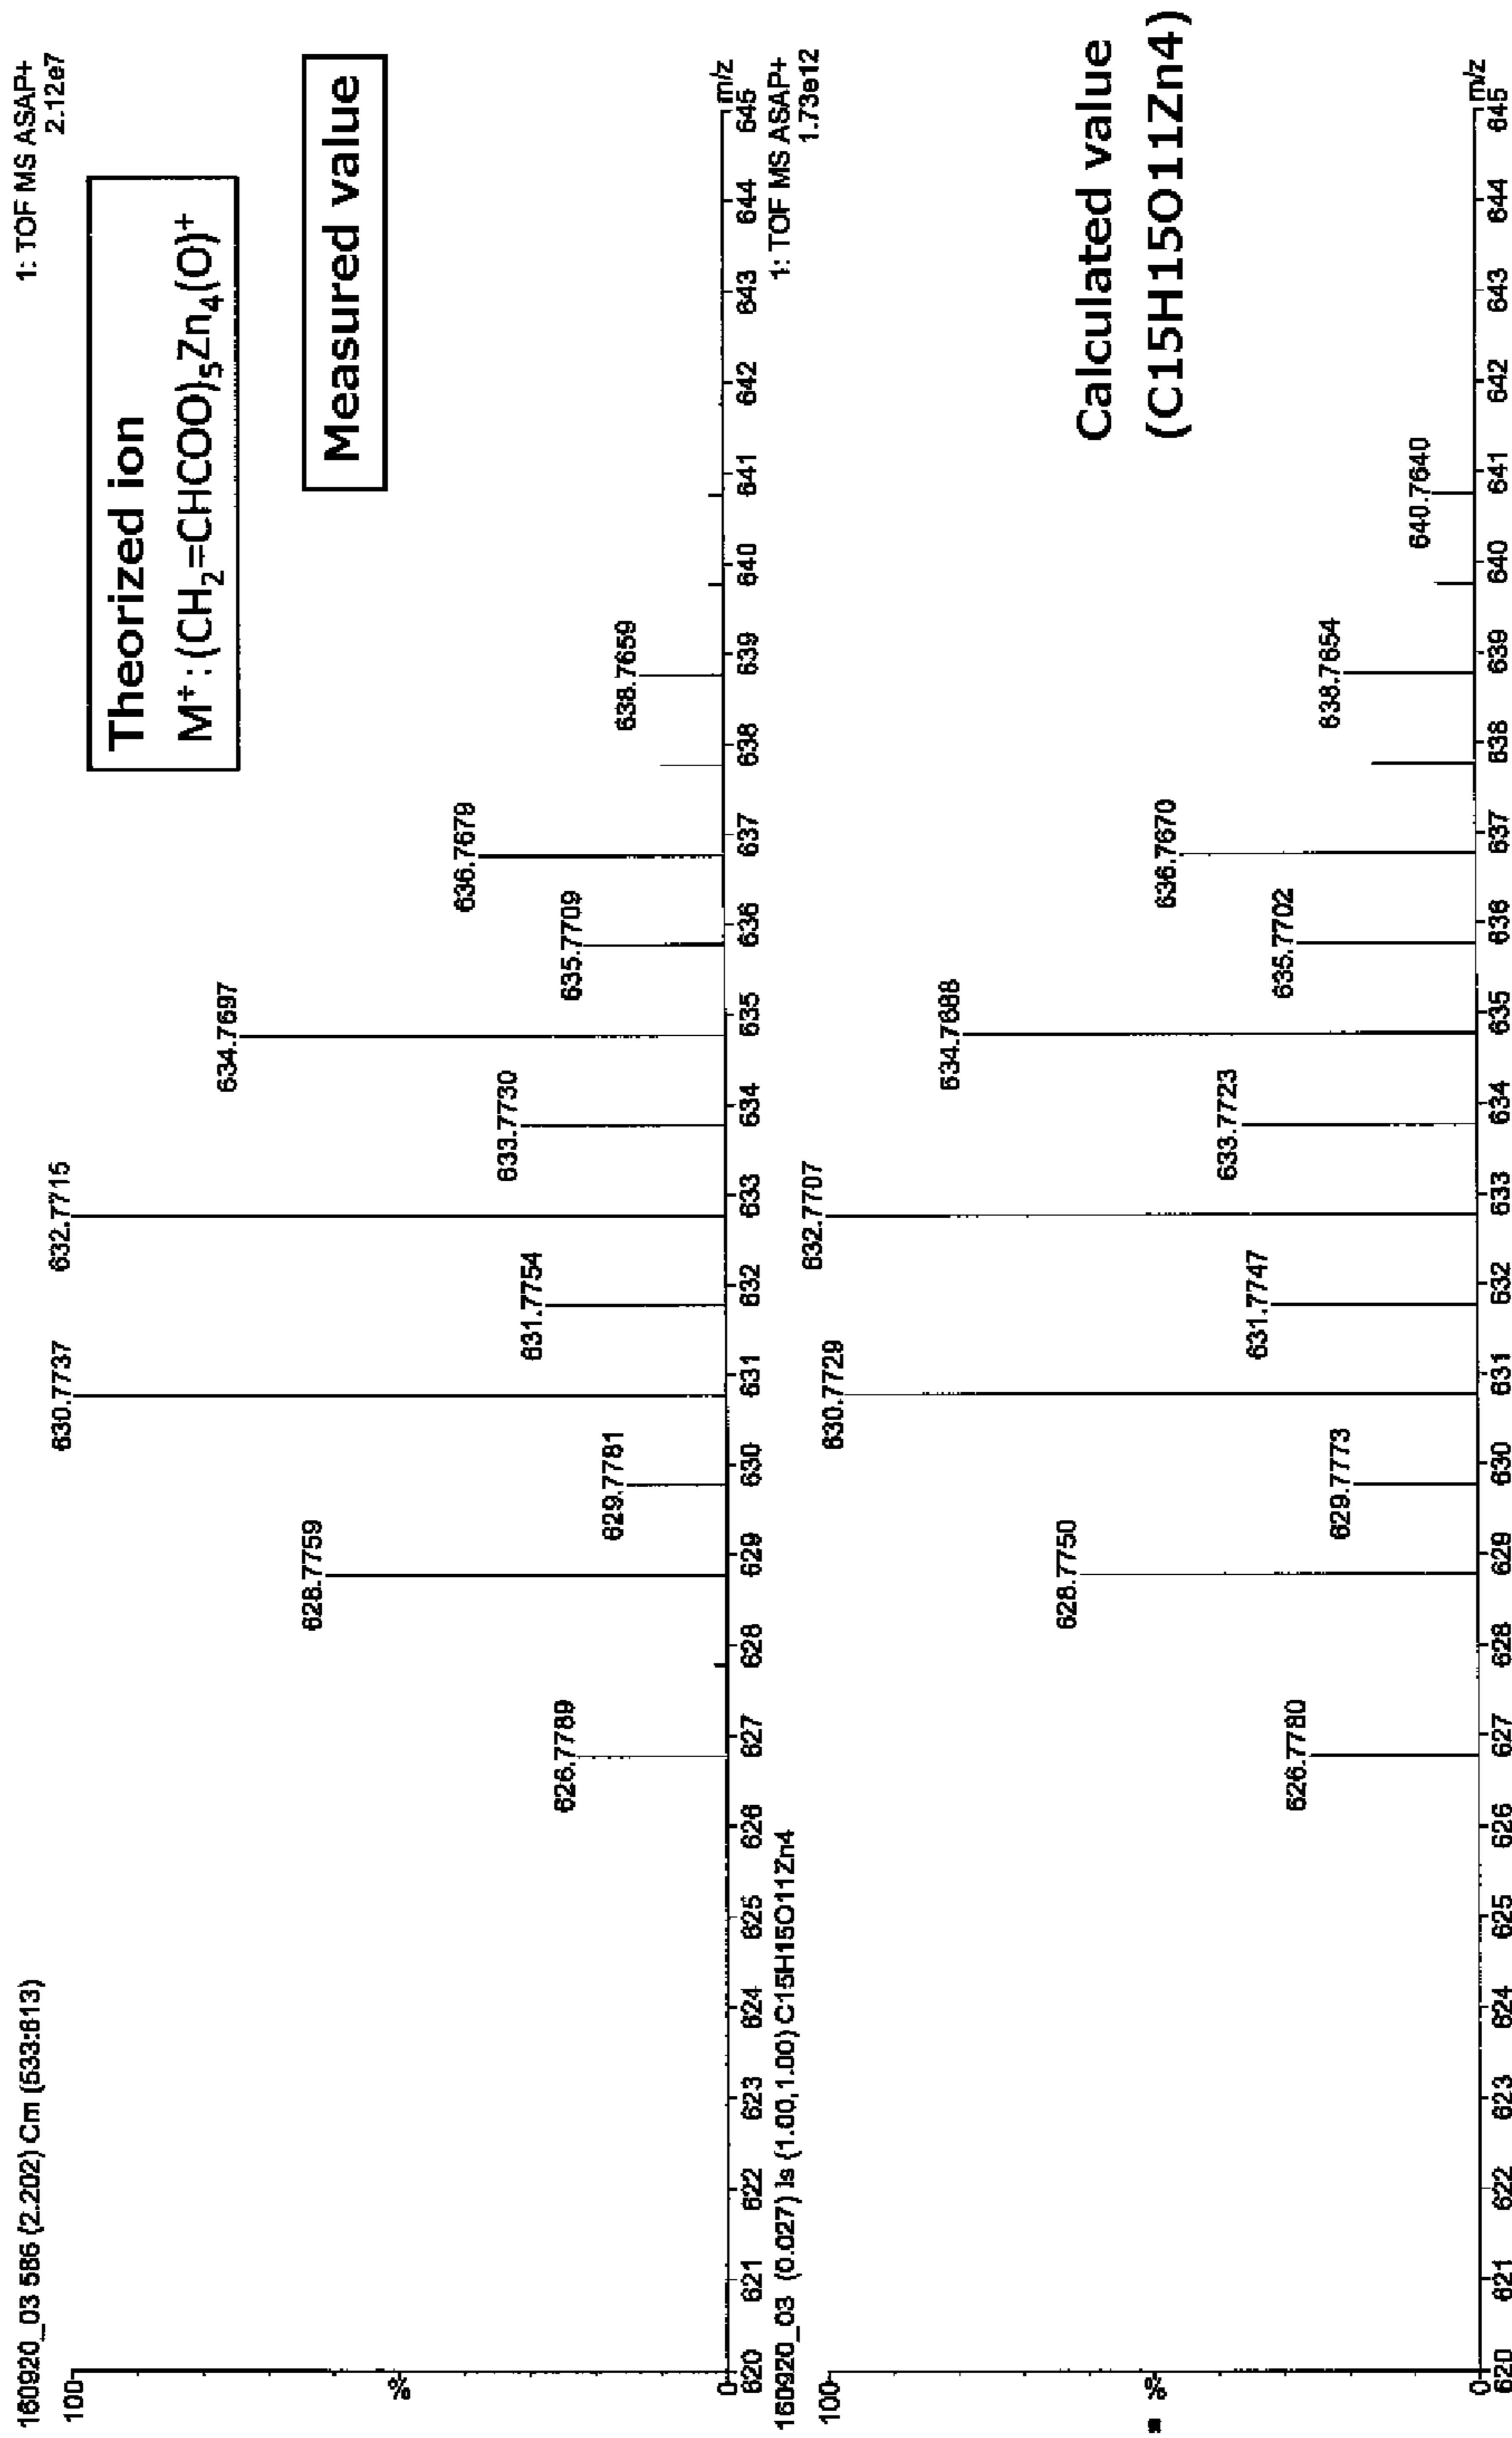 160920_03 586 (2.202) Cm (533:613)
1: TOF MS ASAP+
2.12e7
100
%
0
Theorized ion
M⁺:(CH₂=CHCOO)₅Zn₄(O)⁺
Measured value
626.7789
628.7759
629.7781
630.7737
631.7754
632.7715
633.7730
634.7697
635.7709
636.7679
638.7659
620 621 622 623 624 625 626 627 628 629 630 631 632 633 634 635 636 637 638 639 640 641 642 643 644 645
m/z
160920_03 (0.027) Is (1.00,1.00) C15H15O11Zn4
1: TOF MS ASAP+
1.73e12
100
%
0
Calculated value
(C15H15O11Zn4)
626.7780
628.7750
629.7773
630.7729
631.7747
632.7707
633.7723
634.7688
635.7702
636.7670
638.7654
640.7640
620 621 622 623 624 625 626 627 628 629 630 631 632 633 634 635 636 637 638 639 640 641 642 643 644 645
m/z